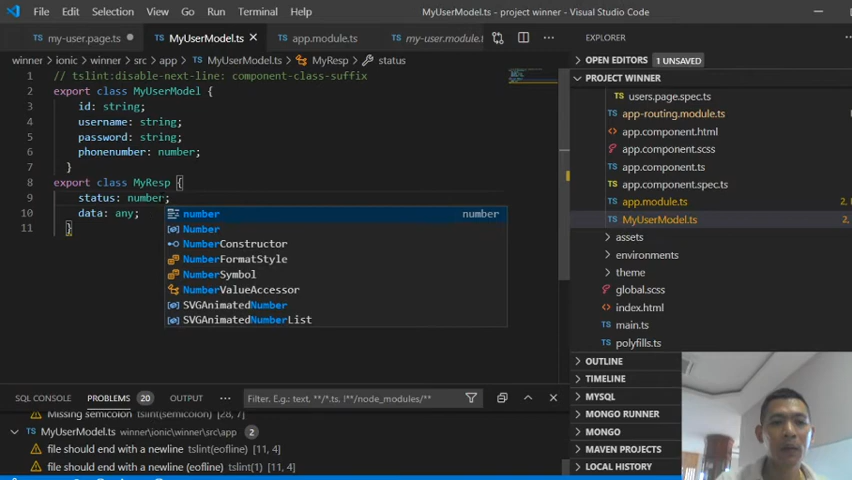 File Edit Selection View Go Run Terminal Help MyUserModel.ts - project winner - Visual Studio Code
TS my-user.page.ts TS MyUserModel.ts TS app.module.ts TS my-user.module.t
winner > ionic > winner > src > app > TS MyUserModel.ts > MyResp > status
1 // tslint:disable-next-line: component-class-suffix
2 export class MyUserModel {
3 id: string;
4 username: string;
5 password: string;
6 phonenumber: number;
7 }
8 export class MyResp {
9 status: number;
10 data: any;
11 }
number number
Number
NumberConstructor
NumberFormatStyle
NumberSymbol
NumberValueAccessor
SVGAnimatedNumber
SVGAnimatedNumberList
SQL CONSOLE PROBLEMS 20 OUTPUT ... Filter. E.g.: text, **/*.ts, !**/node_modules/**
Missing semicolon tslint(semicolon) [28, 7]
TS MyUserModel.ts winner\ionic\winner\src\app 2
file should end with a newline tslint(eofline) [11, 4]
file should end with a newline tslint(1) [11, 4]
EXPLORER ...
OPEN EDITORS 1 UNSAVED
PROJECT WINNER
TS users.page.spec.ts
TS app-routing.module.ts
app.component.html
app.component.scss
TS app.component.ts
TS app.component.spec.ts
TS app.module.ts 2,
TS MyUserModel.ts 2,
assets
environments
theme
global.scss
index.html
TS main.ts
TS polyfills.ts
OUTLINE
TIMELINE
MYSQL
MONGO RUNNER
MONGO
MAVEN PROJECTS
LOCAL HISTORY